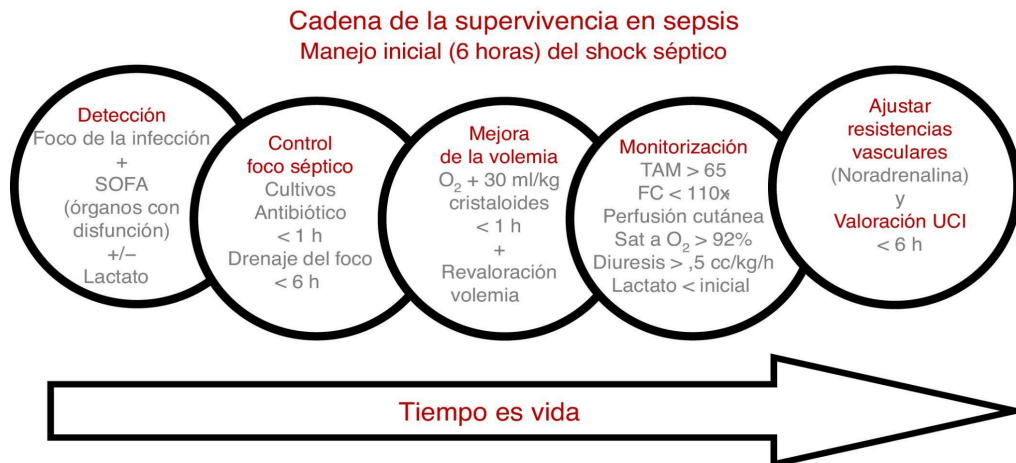 Cadena de la supervivencia en sepsis
Manejo inicial (6 horas) del shock séptico
Detección
Foco de la infección
+
SOFA
(órganos con
disfunción)
+/–
Lactato
Control
foco séptico
Cultivos
Antibiótico
< 1 h
Drenaje del foco
< 6 h
Mejora
de la volemia
O₂ + 30 ml/kg
cristaloides
< 1 h
+
Revaloración
volemia
Monitorización
TAM > 65
FC < 110x
Perfusión cutánea
Sat a O₂ > 92%
Diuresis > ,5 cc/kg/h
Lactato < inicial
Ajustar
resistencias
vasculares
(Noradrenalina)
y
Valoración UCI
< 6 h
Tiempo es vida